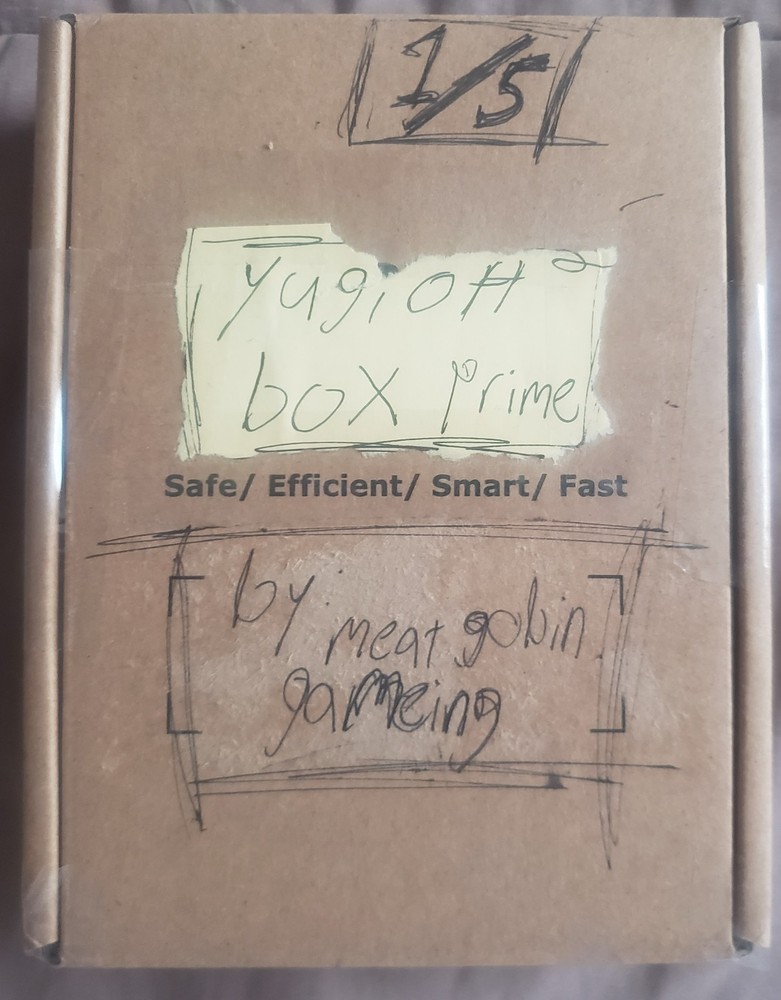 1/5
yugioH
box prime
Safe/ Efficient/ Smart/ Fast
by meat goblin
gameing